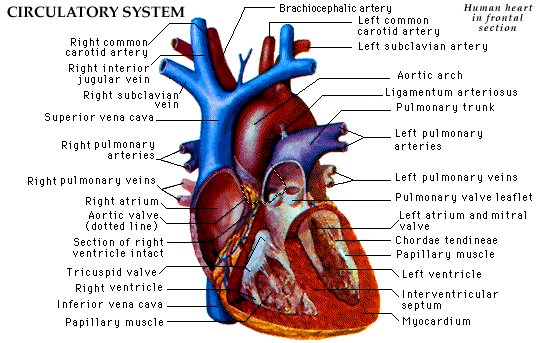 CIRCULATORY SYSTEM
Human heart
in frontal
section
Brachiocephalic artery
Right common
carotid artery
Right interior
jugular vein
Right subclavian
vein
Superior vena cava
Right pulmonary
arteries
Right pulmonary veins
Right atrium
Aortic valve
(dotted line)
Section of right
ventricle intact
Tricuspid valve
Right ventricle
Inferior vena cava
Papillary muscle
Left common
carotid artery
Left subclavian artery
Aortic arch
Ligamentum arteriosus
Pulmonary trunk
Left pulmonary
arteries
Left pulmonary veins
Pulmonary valve leaflet
Left atrium and mitral
valve
Chordae tendineae
Papillary muscle
Left ventricle
Interventricular
septum
Myocardium